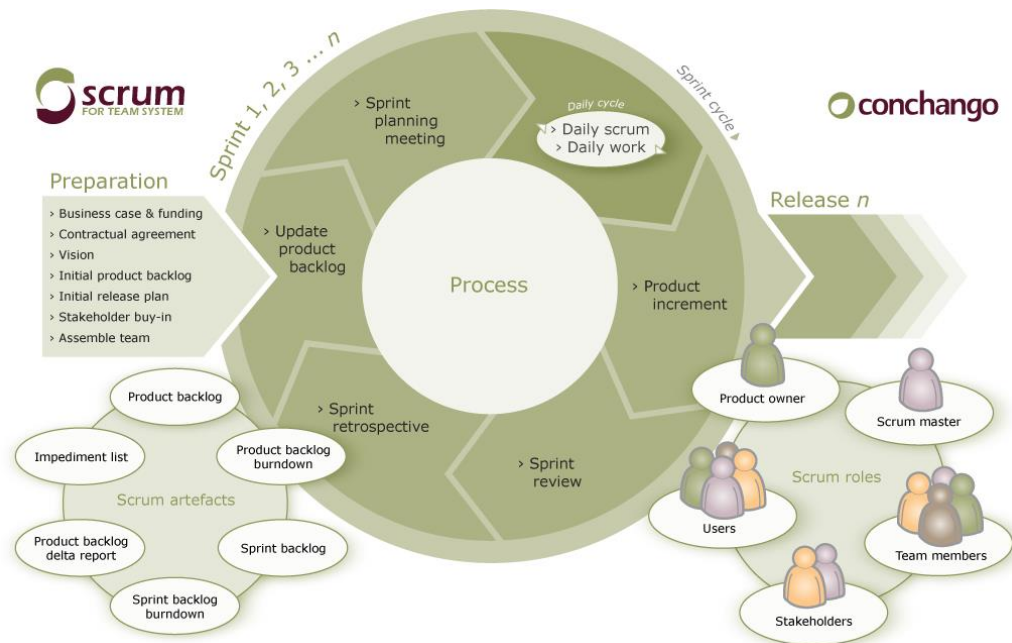 scrum
FOR TEAM SYSTEM
conchango
Sprint 1, 2, 3 ... n
Sprint cycle
Preparation
› Business case & funding
› Contractual agreement
› Vision
› Initial product backlog
› Initial release plan
› Stakeholder buy-in
› Assemble team
› Sprint
planning
meeting
Daily cycle
› Daily scrum
› Daily work
› Update
product
backlog
Process
› Product
increment
› Sprint
retrospective
› Sprint
review
Release n
Product backlog
Impediment list
Product backlog
burndown
Scrum artefacts
Product backlog
delta report
Sprint backlog
Sprint backlog
burndown
Product owner
Scrum master
Scrum roles
Users
Team members
Stakeholders